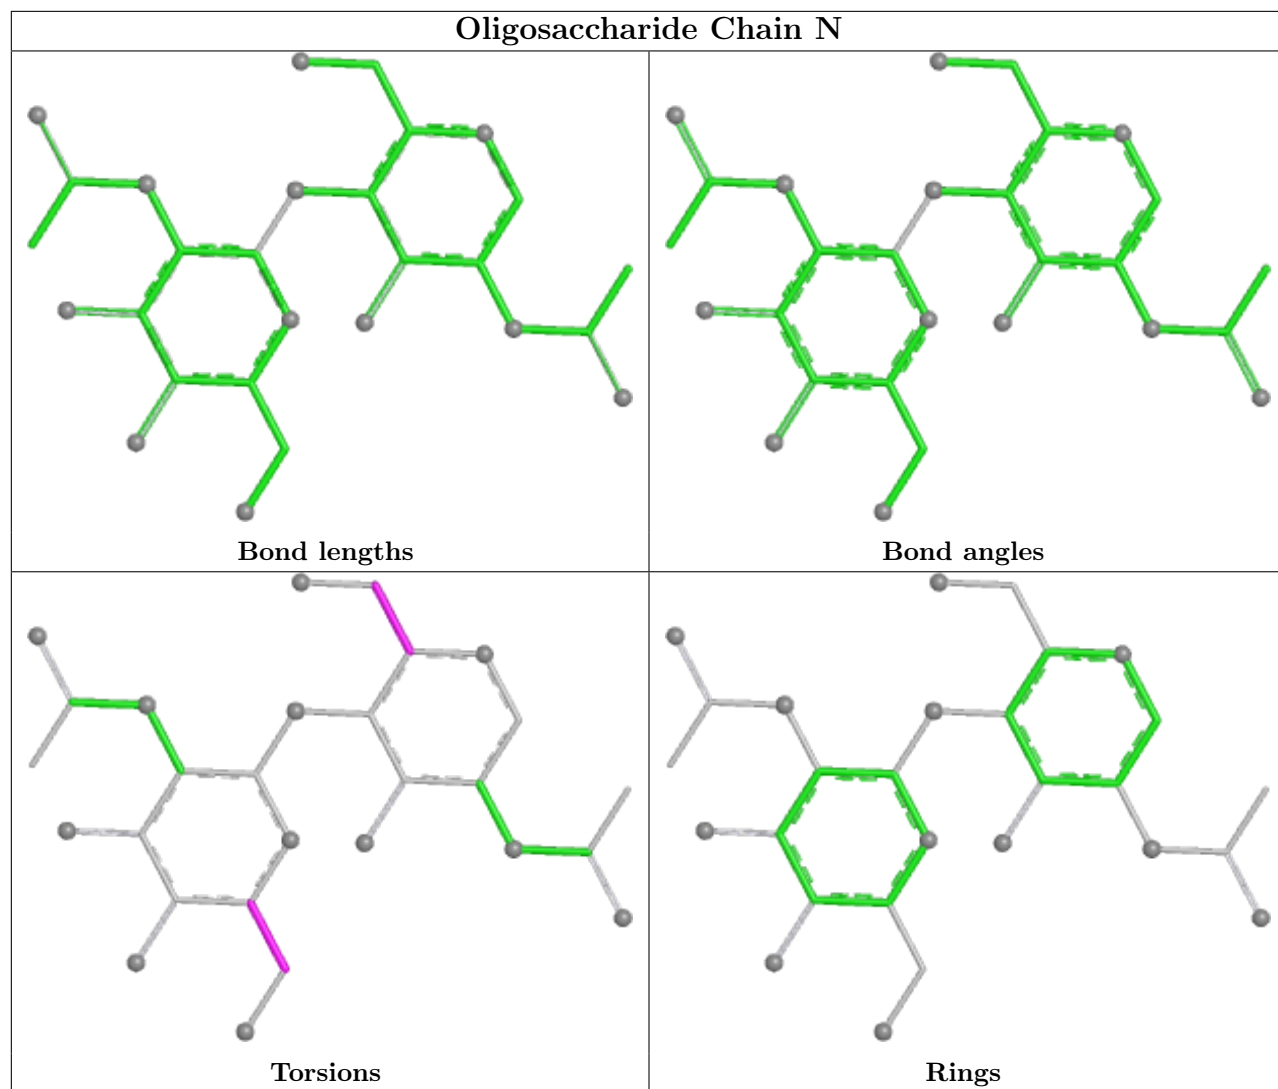 Oligosaccharide Chain N
Bond lengths
Bond angles
Torsions
Rings